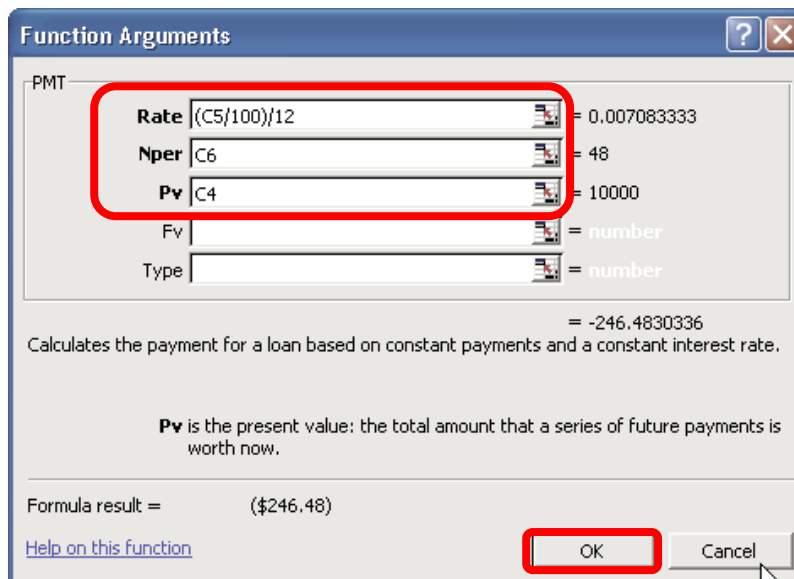 Function Arguments
PMT
Rate (C5/100)/12 = 0.007083333
Nper C6 = 48
Pv C4 = 10000
Fv = number
Type = number
= -246.4830336
Calculates the payment for a loan based on constant payments and a constant interest rate.
Pv is the present value: the total amount that a series of future payments is
worth now.
Formula result = ($246.48)
Help on this function OK Cancel